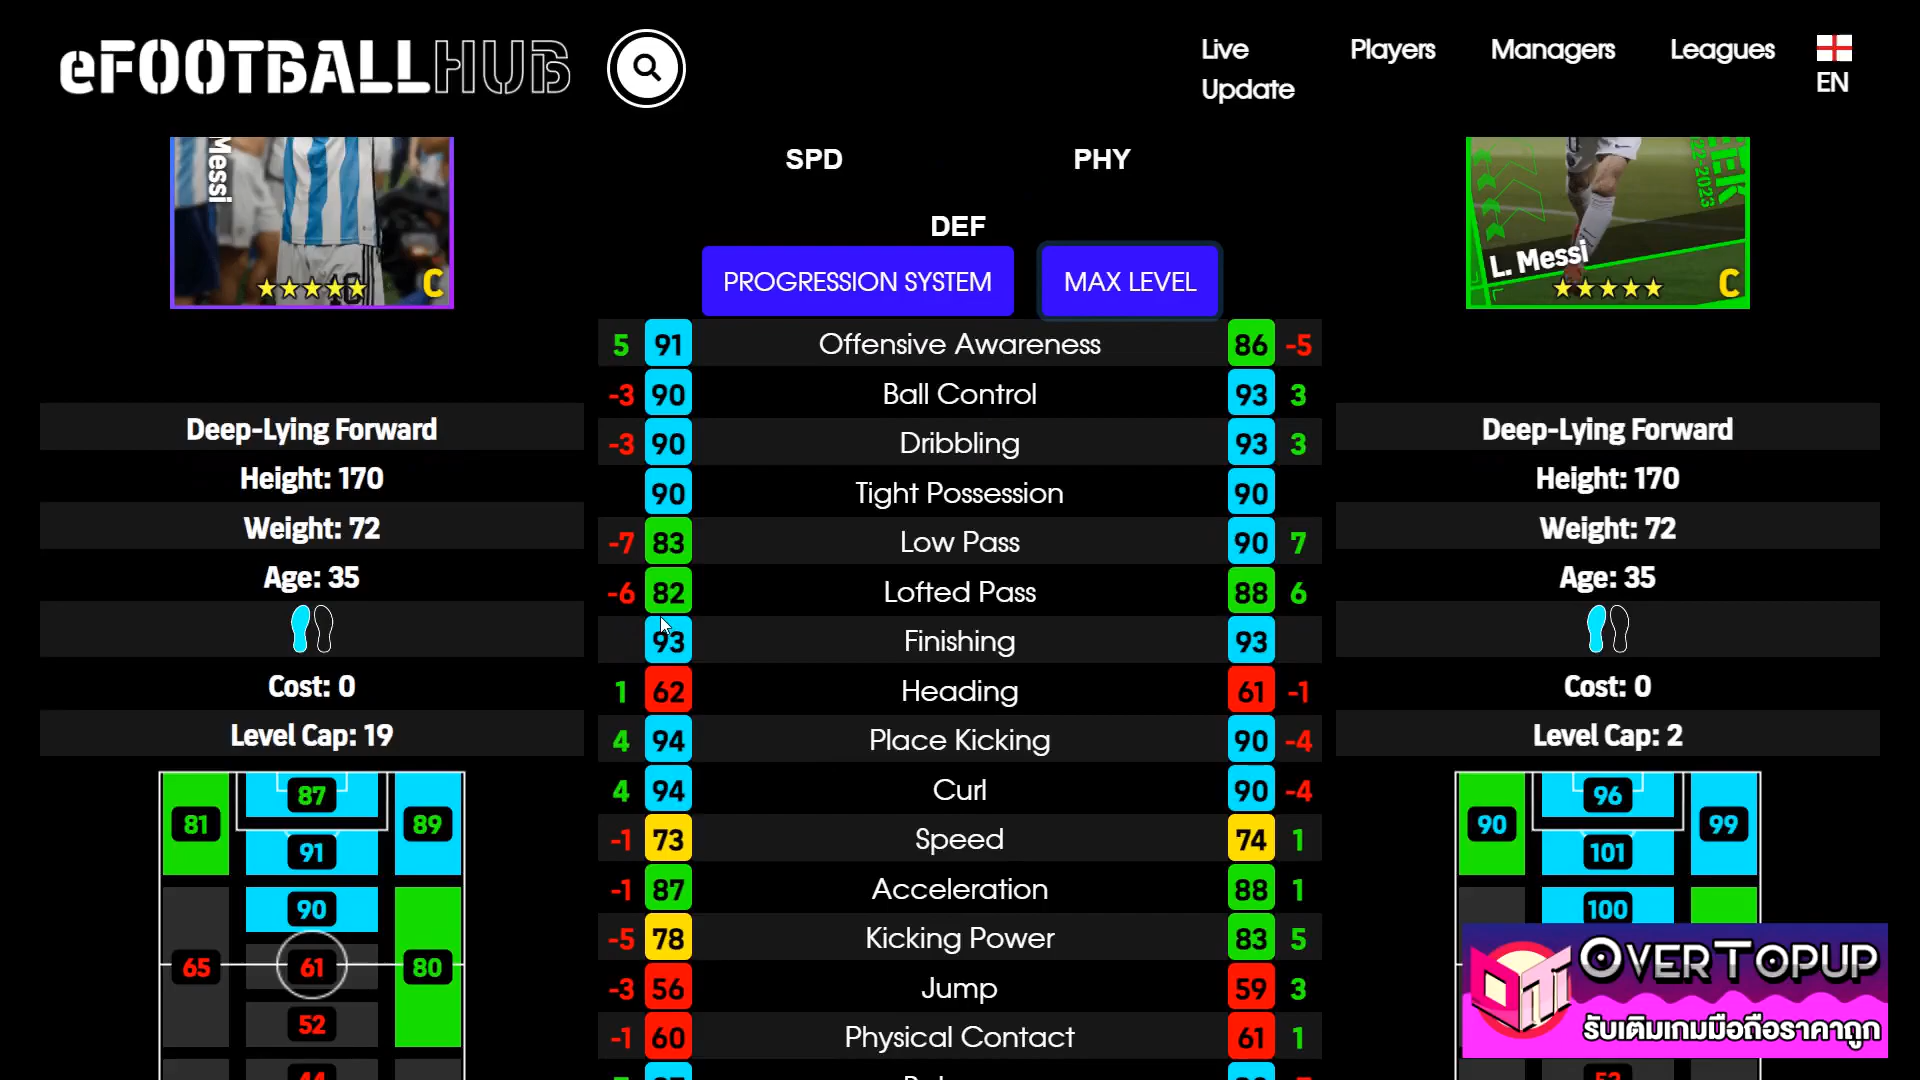 eFOOTBALLHUB
Live Update
Players
Managers
Leagues
EN
Messi
SPD
PHY
DEF
PROGRESSION SYSTEM
MAX LEVEL
EEK
22-2023
L. Messi
C
C
5 91 Offensive Awareness 86 -5
-3 90 Ball Control 93 3
-3 90 Dribbling 93 3
90 Tight Possession 90
-7 83 Low Pass 90 7
-6 82 Lofted Pass 88 6
93 Finishing 93
1 62 Heading 61 -1
4 94 Place Kicking 90 -4
4 94 Curl 90 -4
-1 73 Speed 74 1
-1 87 Acceleration 88 1
-5 78 Kicking Power 83 5
-3 56 Jump 59 3
-1 60 Physical Contact 61 1
Deep-Lying Forward
Height: 170
Weight: 72
Age: 35
Cost: 0
Level Cap: 19
81 87 89
91
90
65 61 80
52
44
Deep-Lying Forward
Height: 170
Weight: 72
Age: 35
Cost: 0
Level Cap: 2
90 96 99
101
100
OVERTOPUP
รับเติมเกมมือถือราคาถูก